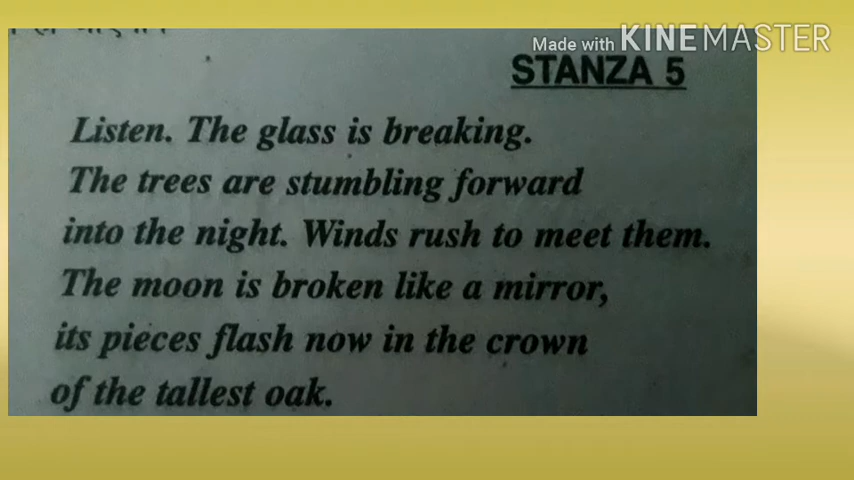 Made with KINEMASTER
STANZA 5
Listen. The glass is breaking.
The trees are stumbling forward
into the night. Winds rush to meet them.
The moon is broken like a mirror,
its pieces flash now in the crown
of the tallest oak.